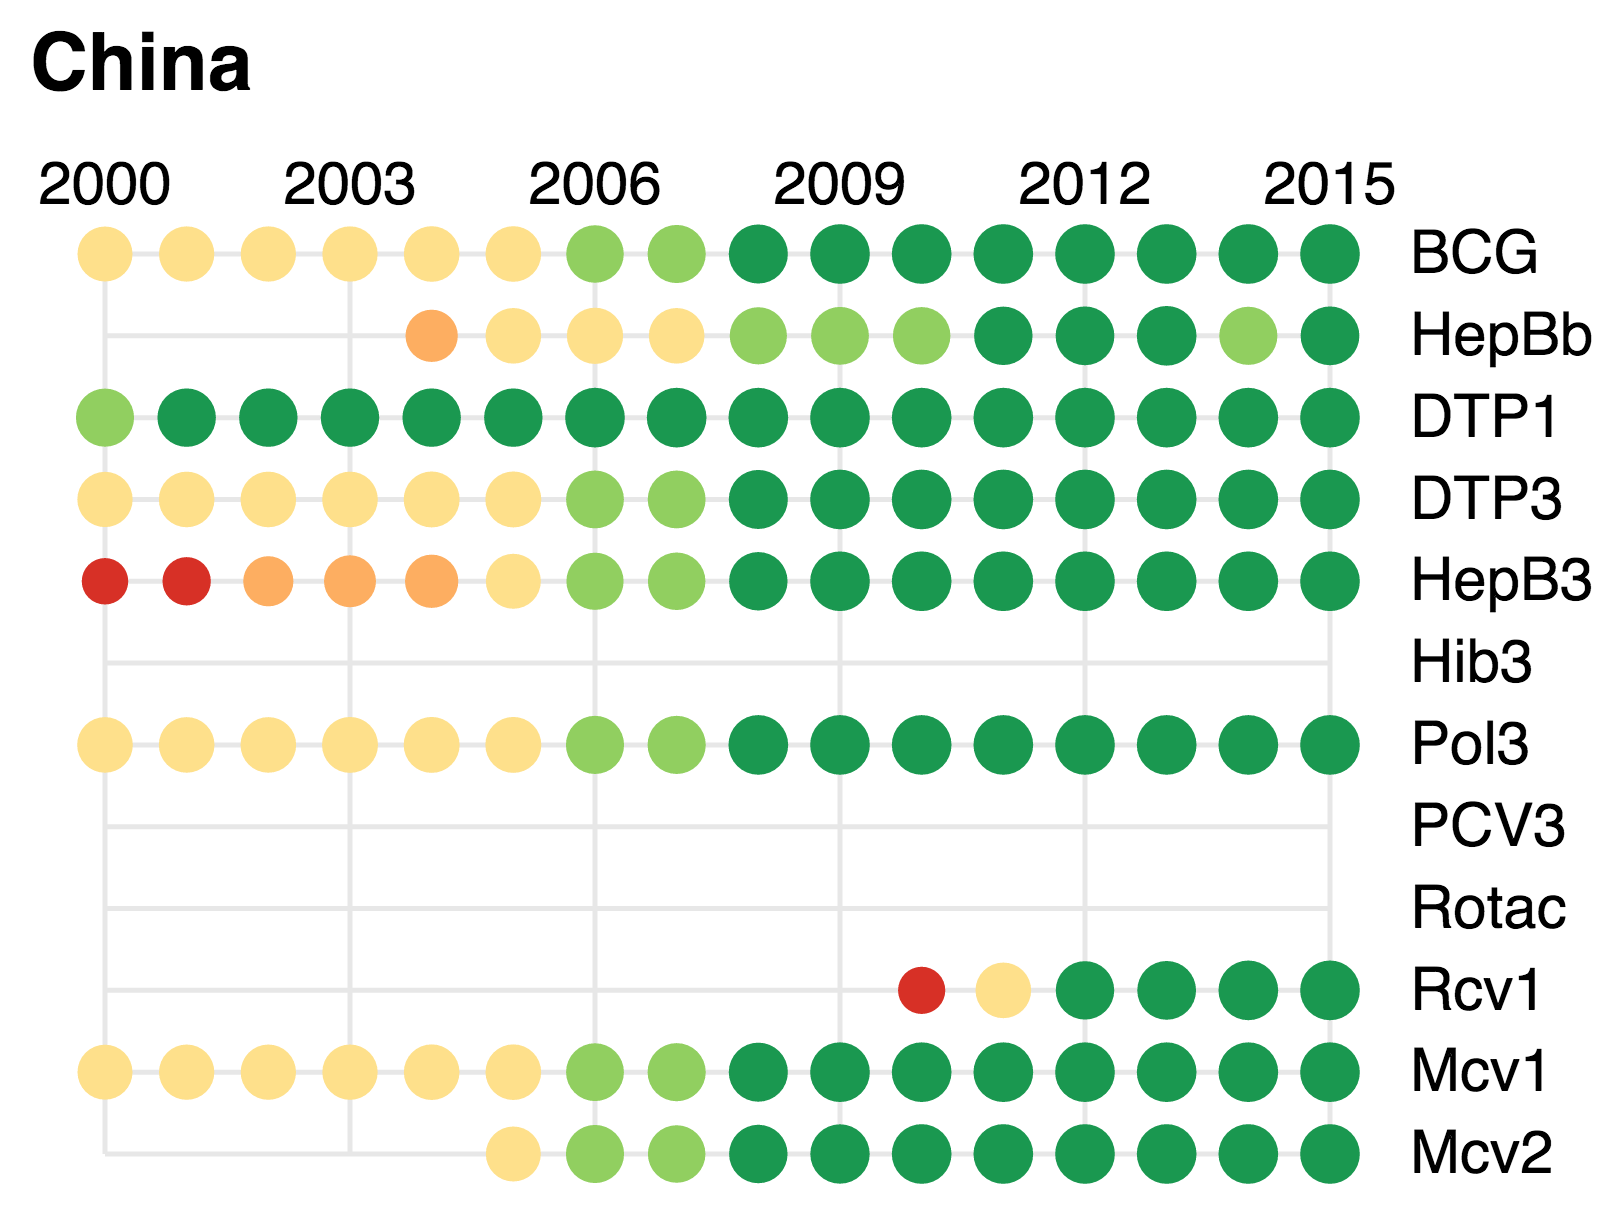 China
2000 2003 2006 2009 2012 2015
BCG
HepBb
DTP1
DTP3
HepB3
Hib3
Pol3
PCV3
Rotac
Rcv1
Mcv1
Mcv2